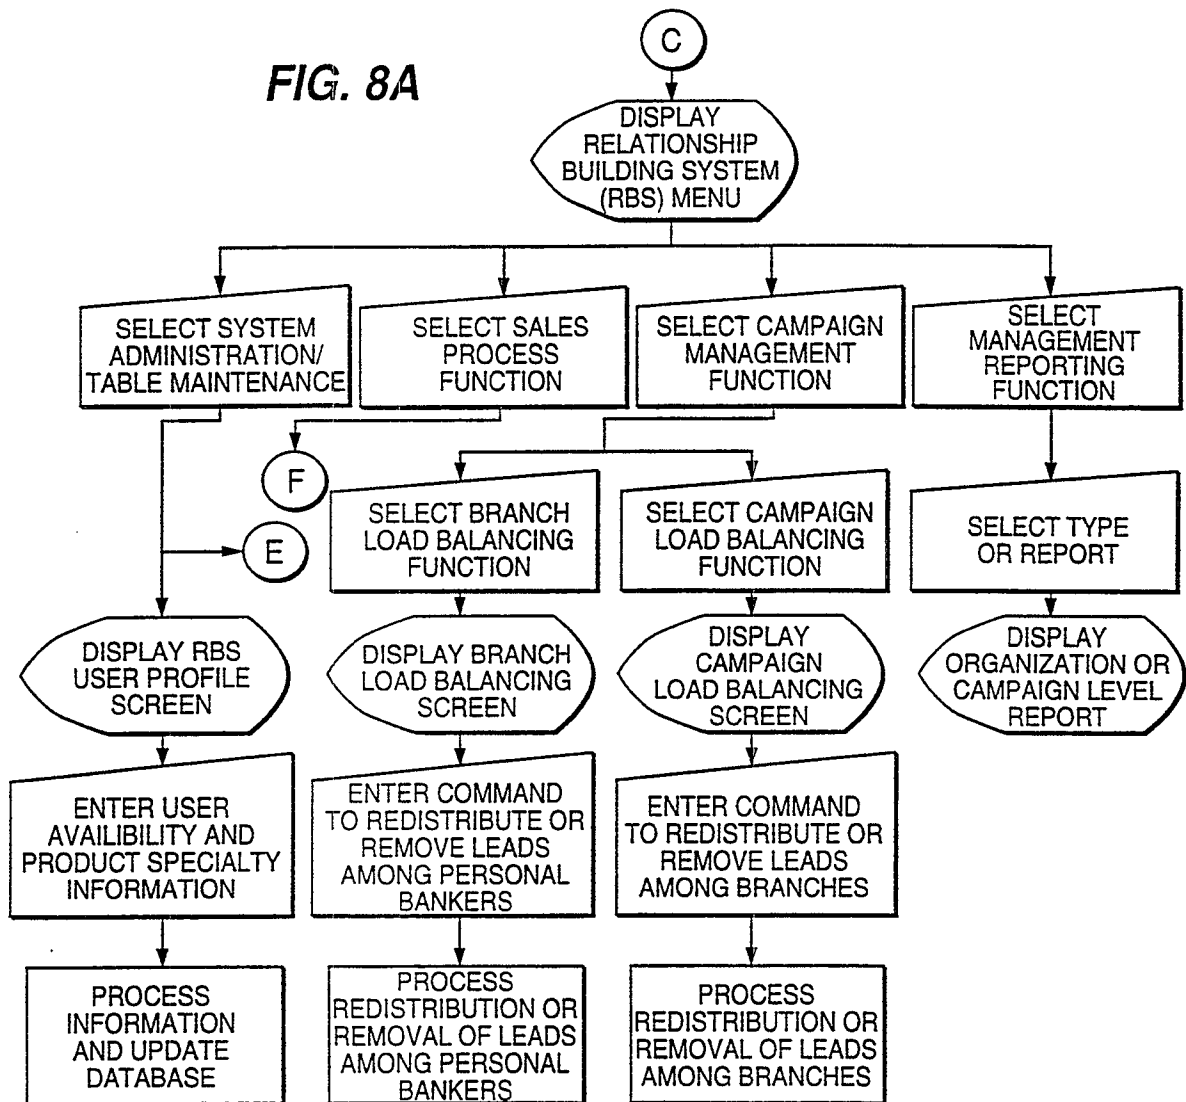 C
FIG. 8A
DISPLAY
RELATIONSHIP
BUILDING SYSTEM
(RBS) MENU
SELECT SYSTEM
ADMINISTRATION/
TABLE MAINTENANCE
SELECT SALES
PROCESS
FUNCTION
SELECT CAMPAIGN
MANAGEMENT
FUNCTION
SELECT
MANAGEMENT
REPORTING
FUNCTION
F
E
SELECT BRANCH
LOAD BALANCING
FUNCTION
SELECT CAMPAIGN
LOAD BALANCING
FUNCTION
SELECT TYPE
OR REPORT
DISPLAY RBS
USER PROFILE
SCREEN
DISPLAY BRANCH
LOAD BALANCING
SCREEN
DISPLAY
CAMPAIGN
LOAD BALANCING
SCREEN
DISPLAY
ORGANIZATION OR
CAMPAIGN LEVEL
REPORT
ENTER USER
AVAILIBILITY AND
PRODUCT SPECIALTY
INFORMATION
ENTER COMMAND
TO REDISTRIBUTE OR
REMOVE LEADS
AMONG PERSONAL
BANKERS
ENTER COMMAND
TO REDISTRIBUTE OR
REMOVE LEADS
AMONG BRANCHES
PROCESS
INFORMATION
AND UPDATE
DATABASE
PROCESS
REDISTRIBUTION OR
REMOVAL OF LEADS
AMONG PERSONAL
BANKERS
PROCESS
REDISTRIBUTION OR
REMOVAL OF LEADS
AMONG BRANCHES